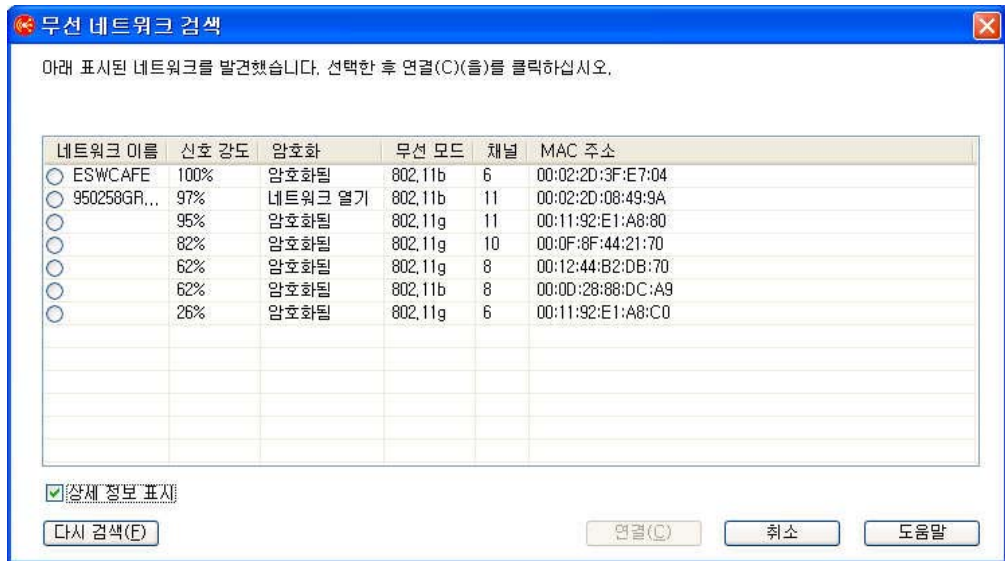 무선 네트워크 검색
아래 표시된 네트워크를 발견했습니다. 선택한 후 연결(C)(을)를 클릭하십시오.
네트워크 이름 신호 강도 암호화 무선 모드 채널 MAC 주소
ESWCAFE 100% 암호화됨 802.11b 6 00:02:2D:3F:E7:04
950258GR... 97% 네트워크 열기 802.11b 11 00:02:2D:08:49:9A
95% 암호화됨 802.11g 11 00:11:92:E1:A8:80
82% 암호화됨 802.11g 10 00:0F:8F:44:21:70
62% 암호화됨 802.11g 8 00:12:44:B2:DB:70
62% 암호화됨 802.11b 8 00:0D:28:88:DC:A9
26% 암호화됨 802.11g 6 00:11:92:E1:A8:C0
상세 정보 표시
다시 검색(F) 연결(C) 취소 도움말